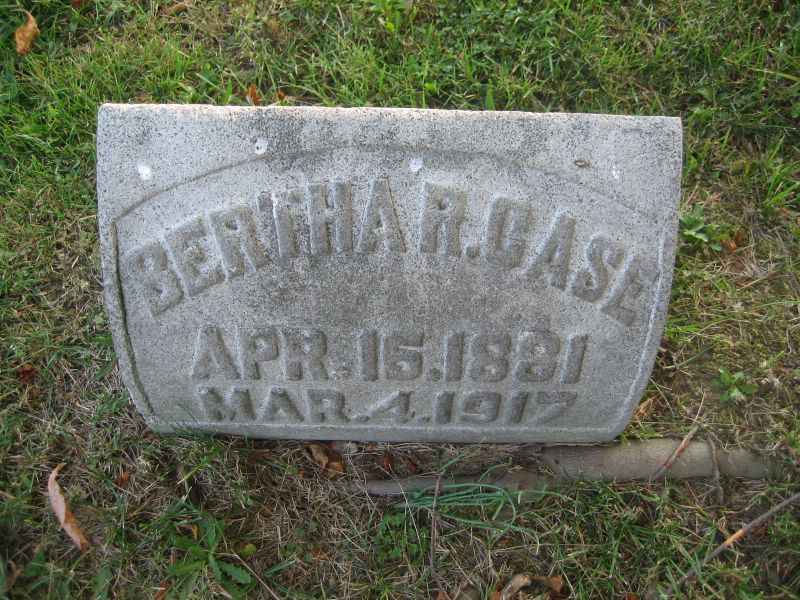 BERTHA R. CASE
APR. 15. 1881
MAR. 4. 1917